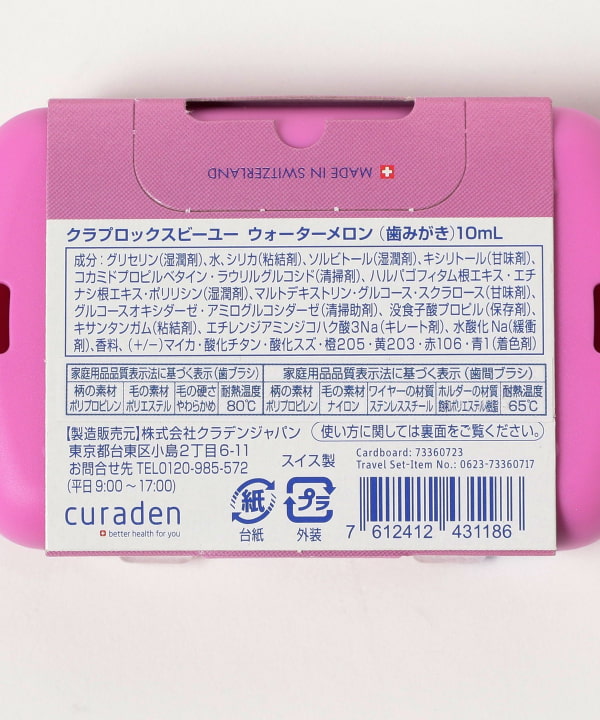 MADE IN SWITZERLAND
クラプロックスビーユー ウォーターメロン（歯みがき）10mL
成分：グリセリン(湿潤剤)、水、シリカ(粘結剤)、ソルビトール(湿潤剤)、キシリトール(甘味剤)、
コカミドプロピルベタイン・ラウリルグルコシド(清掃剤)、ハルパゴフィタム根エキス・エチ
ナシ根エキス・ポリリシン(湿潤剤)、マルトデキストリン・グルコース・スクラロース(甘味剤)、
グルコースオキシダーゼ・アミログルコシダーゼ(清掃助剤)、没食子酸プロピル(保存剤)、
キサンタンガム(粘結剤)、エチレンジアミンジコハク酸3Na(キレート剤)、水酸化Na(緩衝
剤)、香料、(+/−)マイカ・酸化チタン・酸化スズ・橙205・黄203・赤106・青1(着色剤)
家庭用品品質表示法に基づく表示(歯ブラシ) 家庭用品品質表示法に基づく表示(歯間ブラシ)
柄の素材 毛の素材 毛の硬さ 耐熱温度 柄の素材 毛の素材 ワイヤーの材質 ホルダーの材質 耐熱温度
ポリプロピレン ポリエステル やわらかめ 80℃ ポリプロピレン ナイロン ステンレススチール 飽和ポリエステル樹脂 65℃
【製造販売元】株式会社クラデンジャパン
東京都台東区小島2丁目6-11
お問合せ先 TEL0120-985-572
(平日 9:00〜17:00)
使い方に関しては裏面をご覧ください。
スイス製
Cardboard: 73360723
Travel Set-Item No.: 0623-73360717
curaden
better health for you
紙
台紙
プラ
外装
7 612412 431186